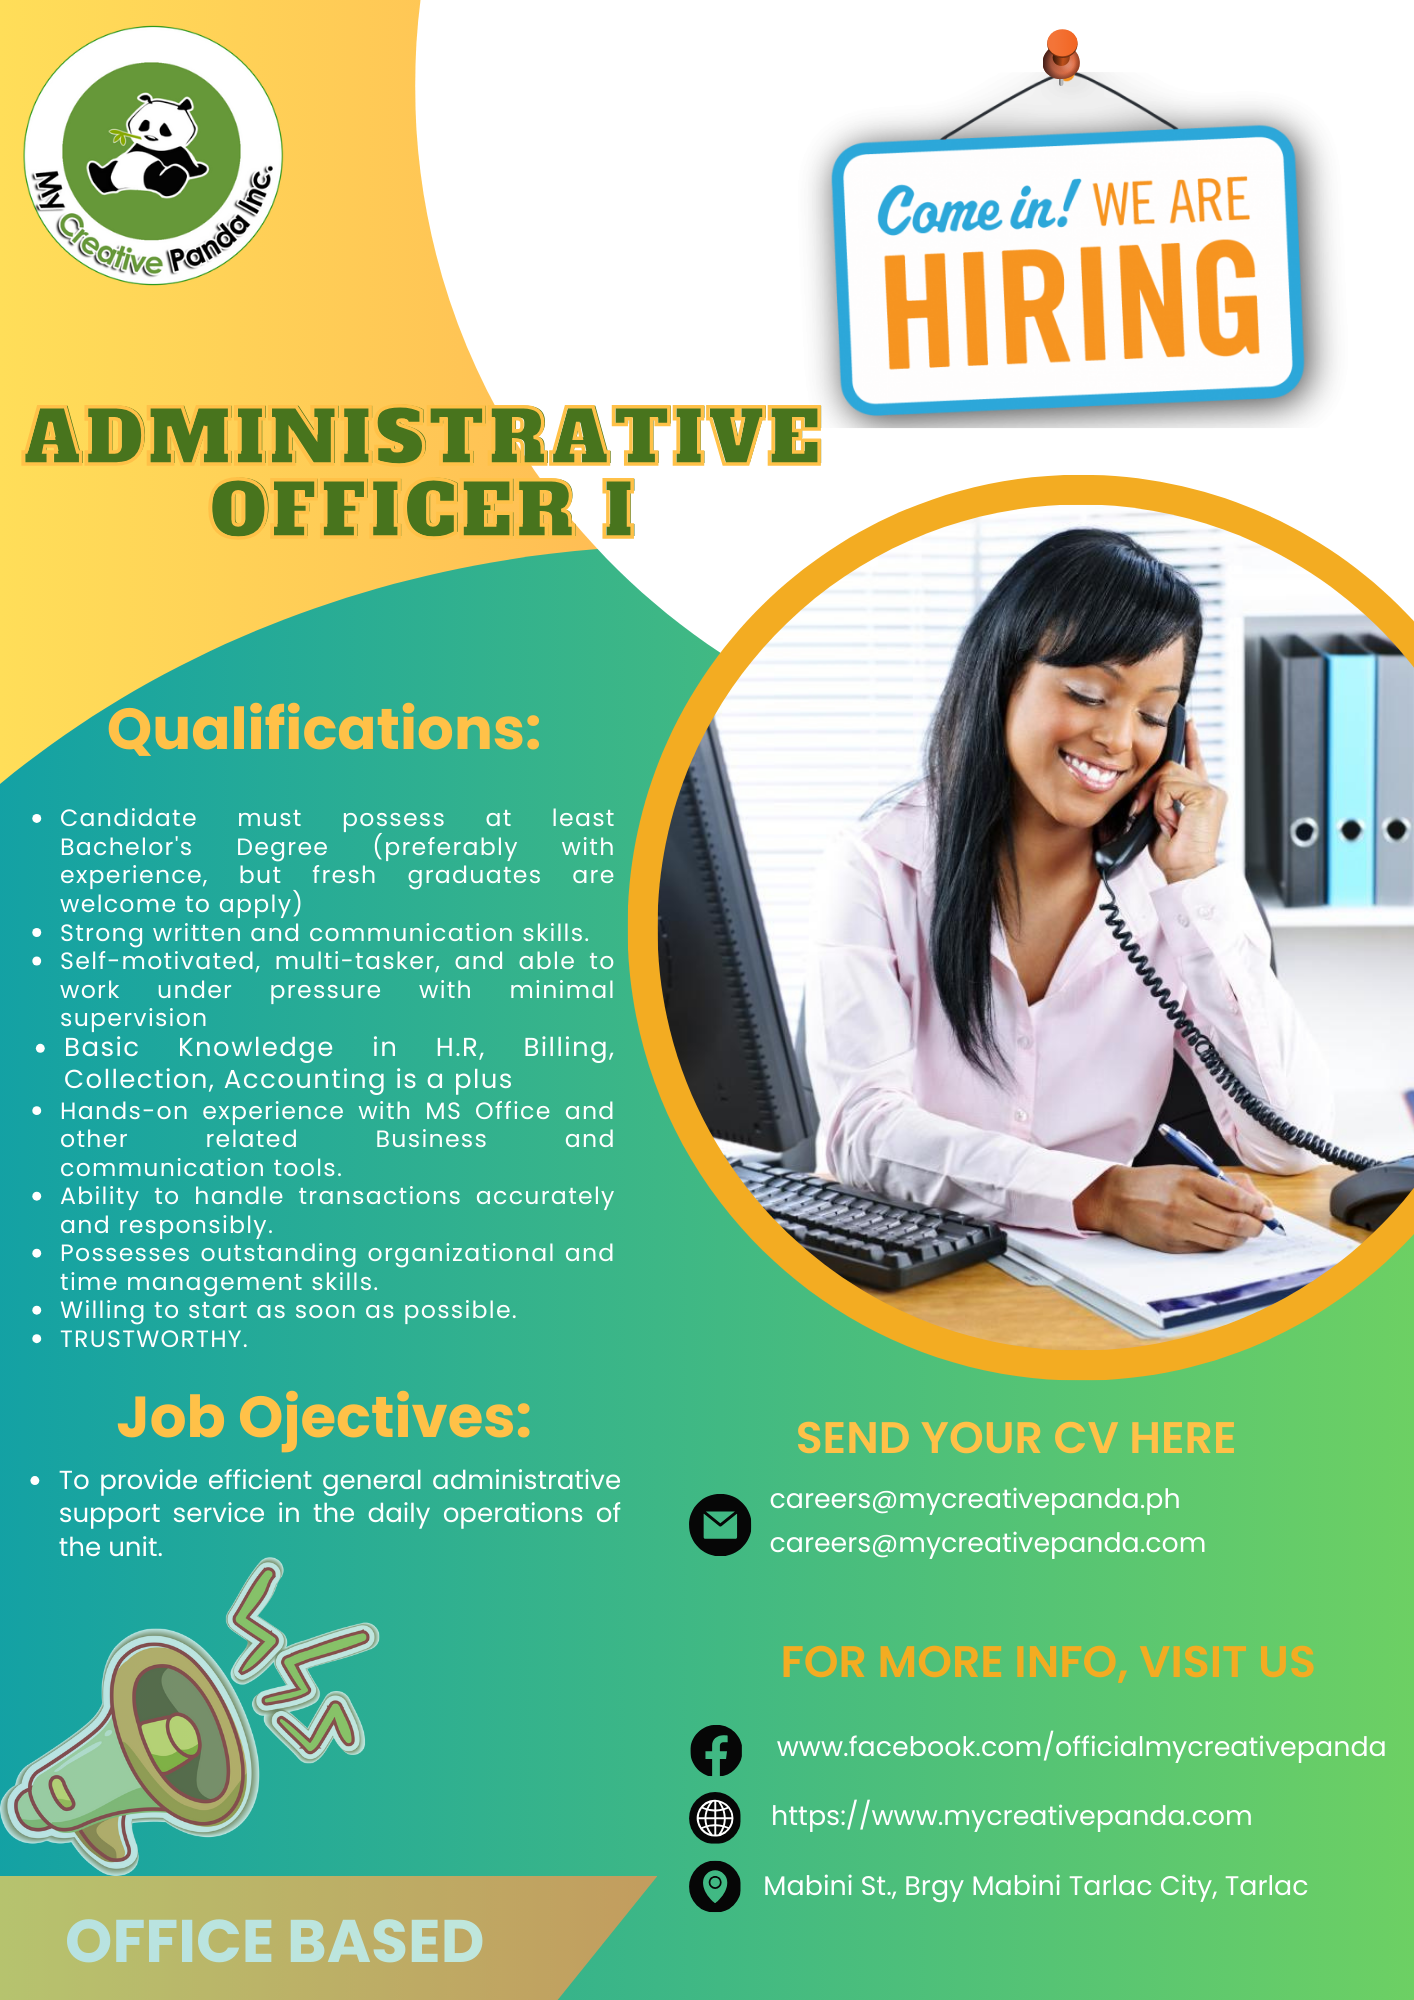 My Creative Panda Inc.
Come in! WE ARE
HIRING
ADMINISTRATIVE
OFFICER I
Qualifications:
• Candidate must possess at least
Bachelor's Degree (preferably with
experience, but fresh graduates are
welcome to apply)
• Strong written and communication skills.
• Self-motivated, multi-tasker, and able to
work under pressure with minimal
supervision
• Basic Knowledge in H.R, Billing,
Collection, Accounting is a plus
• Hands-on experience with MS Office and
other related Business and
communication tools.
• Ability to handle transactions accurately
and responsibly.
• Possesses outstanding organizational and
time management skills.
• Willing to start as soon as possible.
• TRUSTWORTHY.
Job Ojectives:
• To provide efficient general administrative
support service in the daily operations of
the unit.
OFFICE BASED
SEND YOUR CV HERE
careers@mycreativepanda.ph
careers@mycreativepanda.com
FOR MORE INFO, VISIT US
www.facebook.com/officialmycreativepanda
https://www.mycreativepanda.com
Mabini St., Brgy Mabini Tarlac City, Tarlac